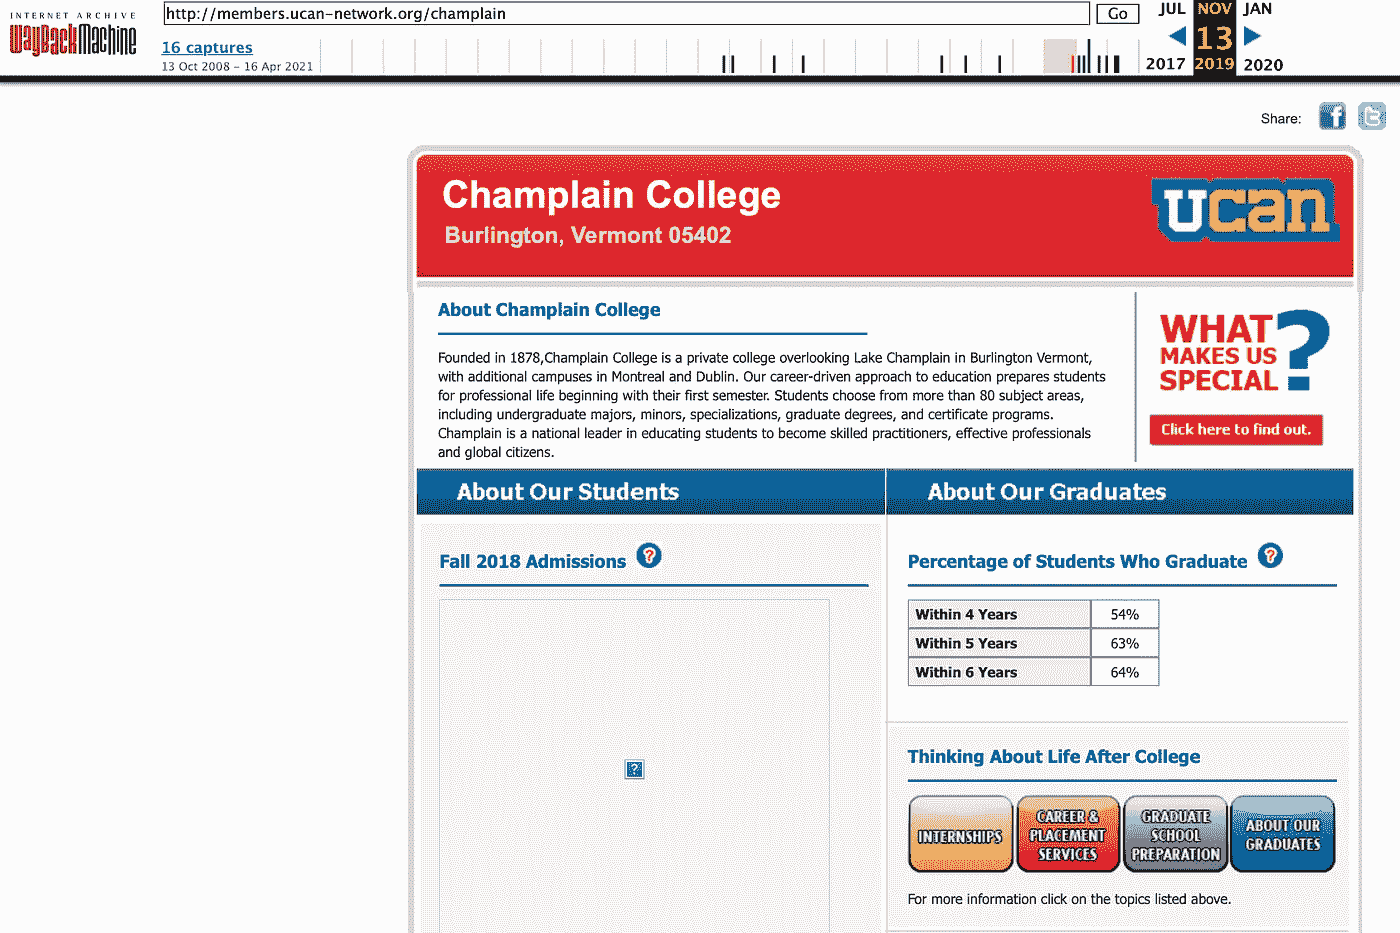 INTERNET ARCHIVE
WayBackMachine
http://members.ucan-network.org/champlain
Go
16 captures
13 Oct 2008 – 16 Apr 2021
JUL NOV JAN
13
2017 2019 2020
Share:
Champlain College
Burlington, Vermont 05402
ucan
About Champlain College
Founded in 1878,Champlain College is a private college overlooking Lake Champlain in Burlington Vermont,
with additional campuses in Montreal and Dublin. Our career-driven approach to education prepares students
for professional life beginning with their first semester. Students choose from more than 80 subject areas,
including undergraduate majors, minors, specializations, graduate degrees, and certificate programs.
Champlain is a national leader in educating students to become skilled practitioners, effective professionals
and global citizens.
WHAT
MAKES US
SPECIAL
?
Click here to find out.
About Our Students
About Our Graduates
Fall 2018 Admissions ?
?
Percentage of Students Who Graduate ?
Within 4 Years 54%
Within 5 Years 63%
Within 6 Years 64%
Thinking About Life After College
INTERNSHIPS
CAREER &
PLACEMENT
SERVICES
GRADUATE
SCHOOL
PREPARATION
ABOUT OUR
GRADUATES
For more information click on the topics listed above.